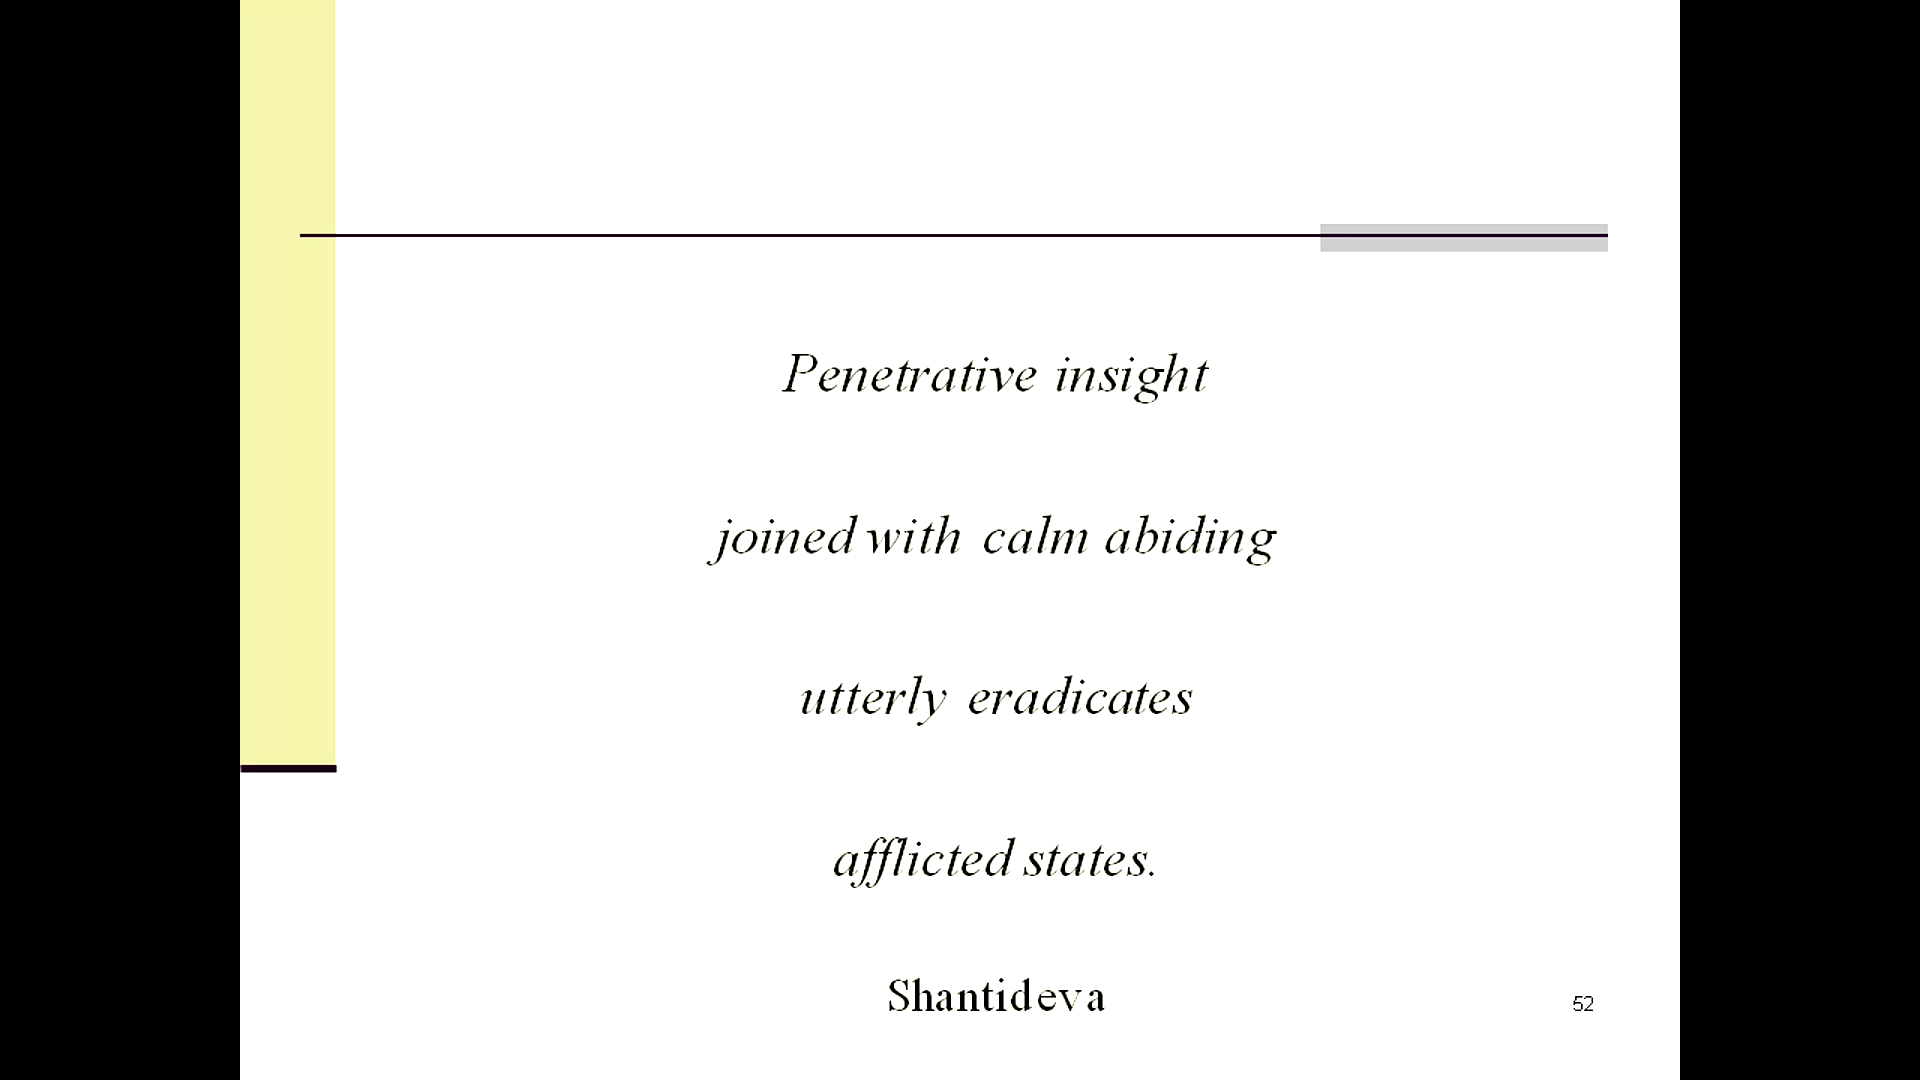 Penetrative insight
joined with calm abiding
utterly eradicates
afflicted states.
Shantideva
52